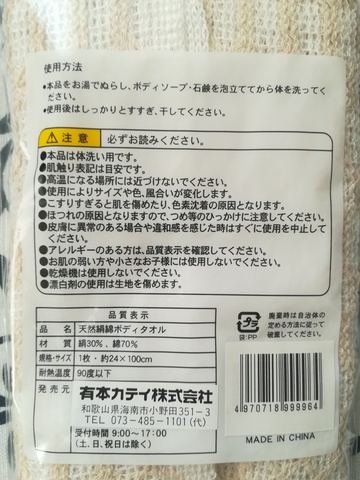 使用方法
•本品をお湯でぬらし、ボディソープ・石鹸を泡立ててから体を洗ってください。
•使用後はしっかりとすすぎ、干してください。
注意 必ずお読みください。
●本品は体洗い用です。
●肌触り表記は目安です。
●高温になる場所には近づけないでください。
●使用によりサイズや色、風合いが変化します。
●こすりすぎると肌を傷めたり、色素沈着の原因となります。
●ほつれの原因となりますので、つめ等のひっかけに注意してください。
●皮膚に異常のある場合や違和感を感じた時はすぐに使用を中止してください。
●アレルギーのある方は、品質表示を確認してください。
●お肌の弱い方や小さなお子様には使用しないでください。
●乾燥機は使用しないでください。
●漂白剤の使用は生地を傷めます。
品質表示
品名 天然絹綿ボディタオル
材質 絹30%、綿70%
規格・サイズ 1枚・約24×100cm
耐熱温度 90度以下
発売元 有本カテイ株式会社
和歌山県海南市小野田351-3
TEL 073-485-1101(代)
受付時間 9:00〜17:00
(土、日、祝日は除く)
プラ
袋:PP
廃棄時は自治体の定める方法に従って破棄してください。
4970718999964
MADE IN CHINA